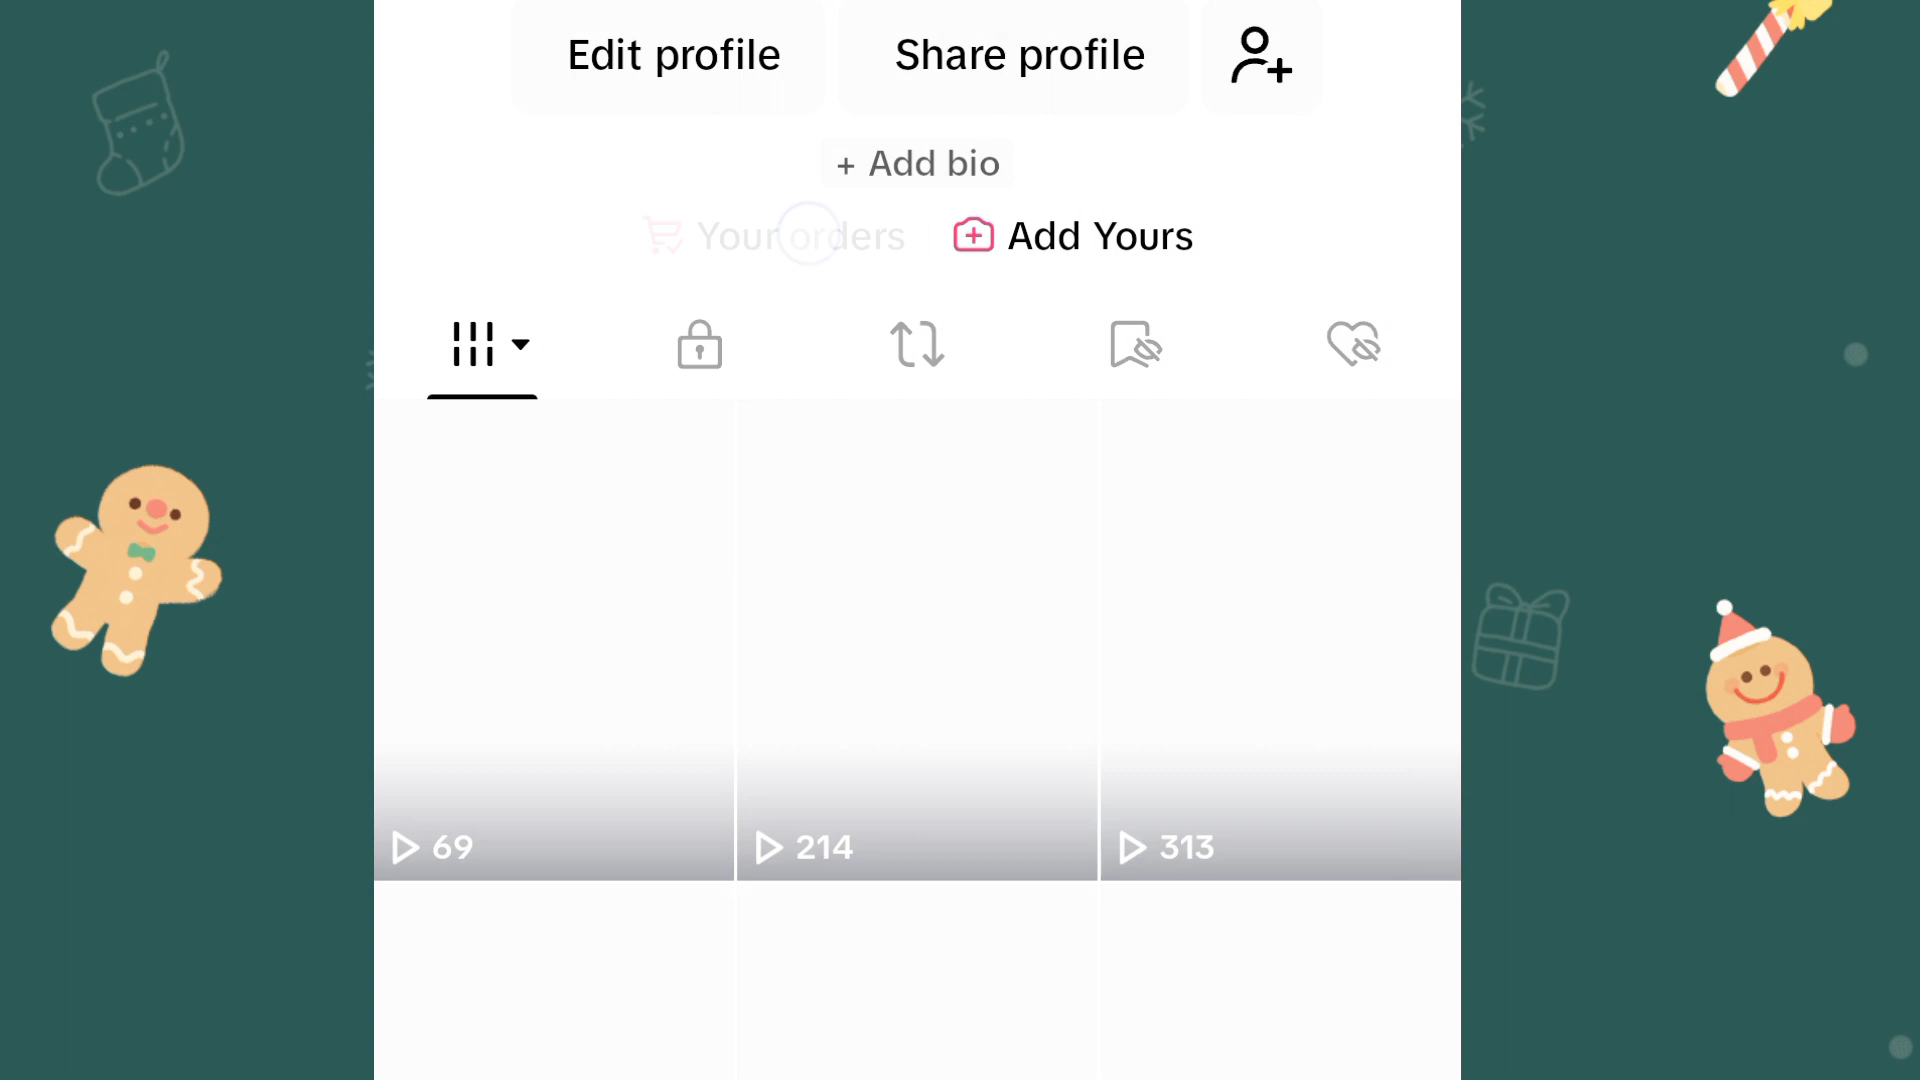 Edit profile
Share profile
+ Add bio
Your orders
Add Yours
69
214
313